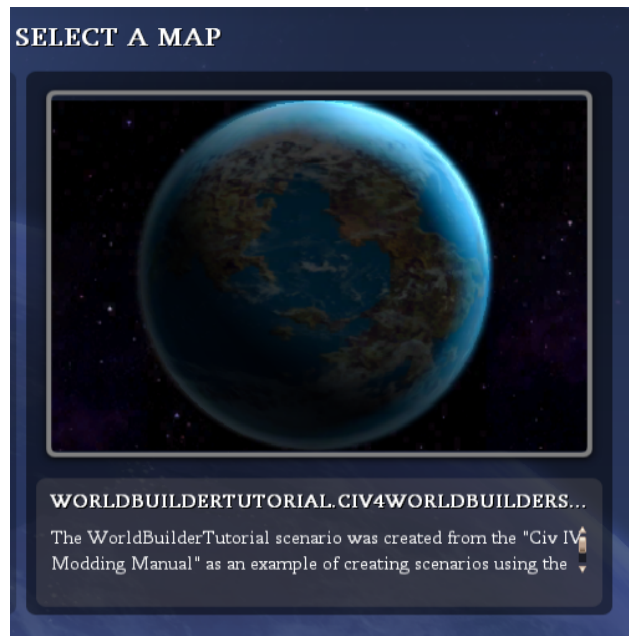 SELECT A MAP
WORLDBUILDERTUTORIAL.CIV4WORLDBUILDERS...
The WorldBuilderTutorial scenario was created from the "Civ IV
Modding Manual" as an example of creating scenarios using the